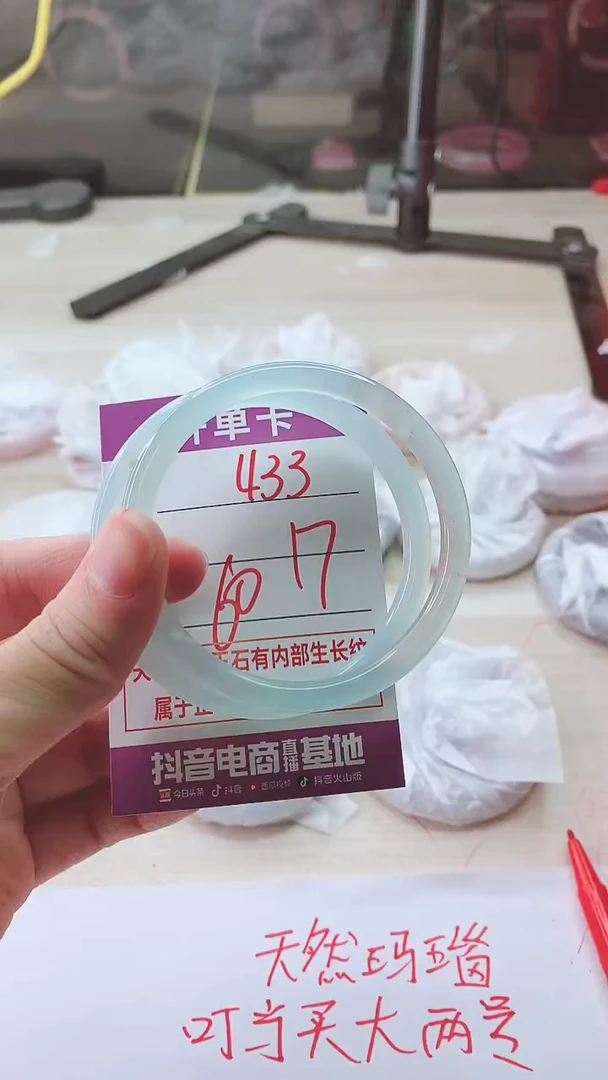 单卡
433
60 17
石有内部生长纹
属于
抖音电商直播基地
今日头条 抖音 西瓜视频 抖音火山版
天然玛瑙
叮当买大两号